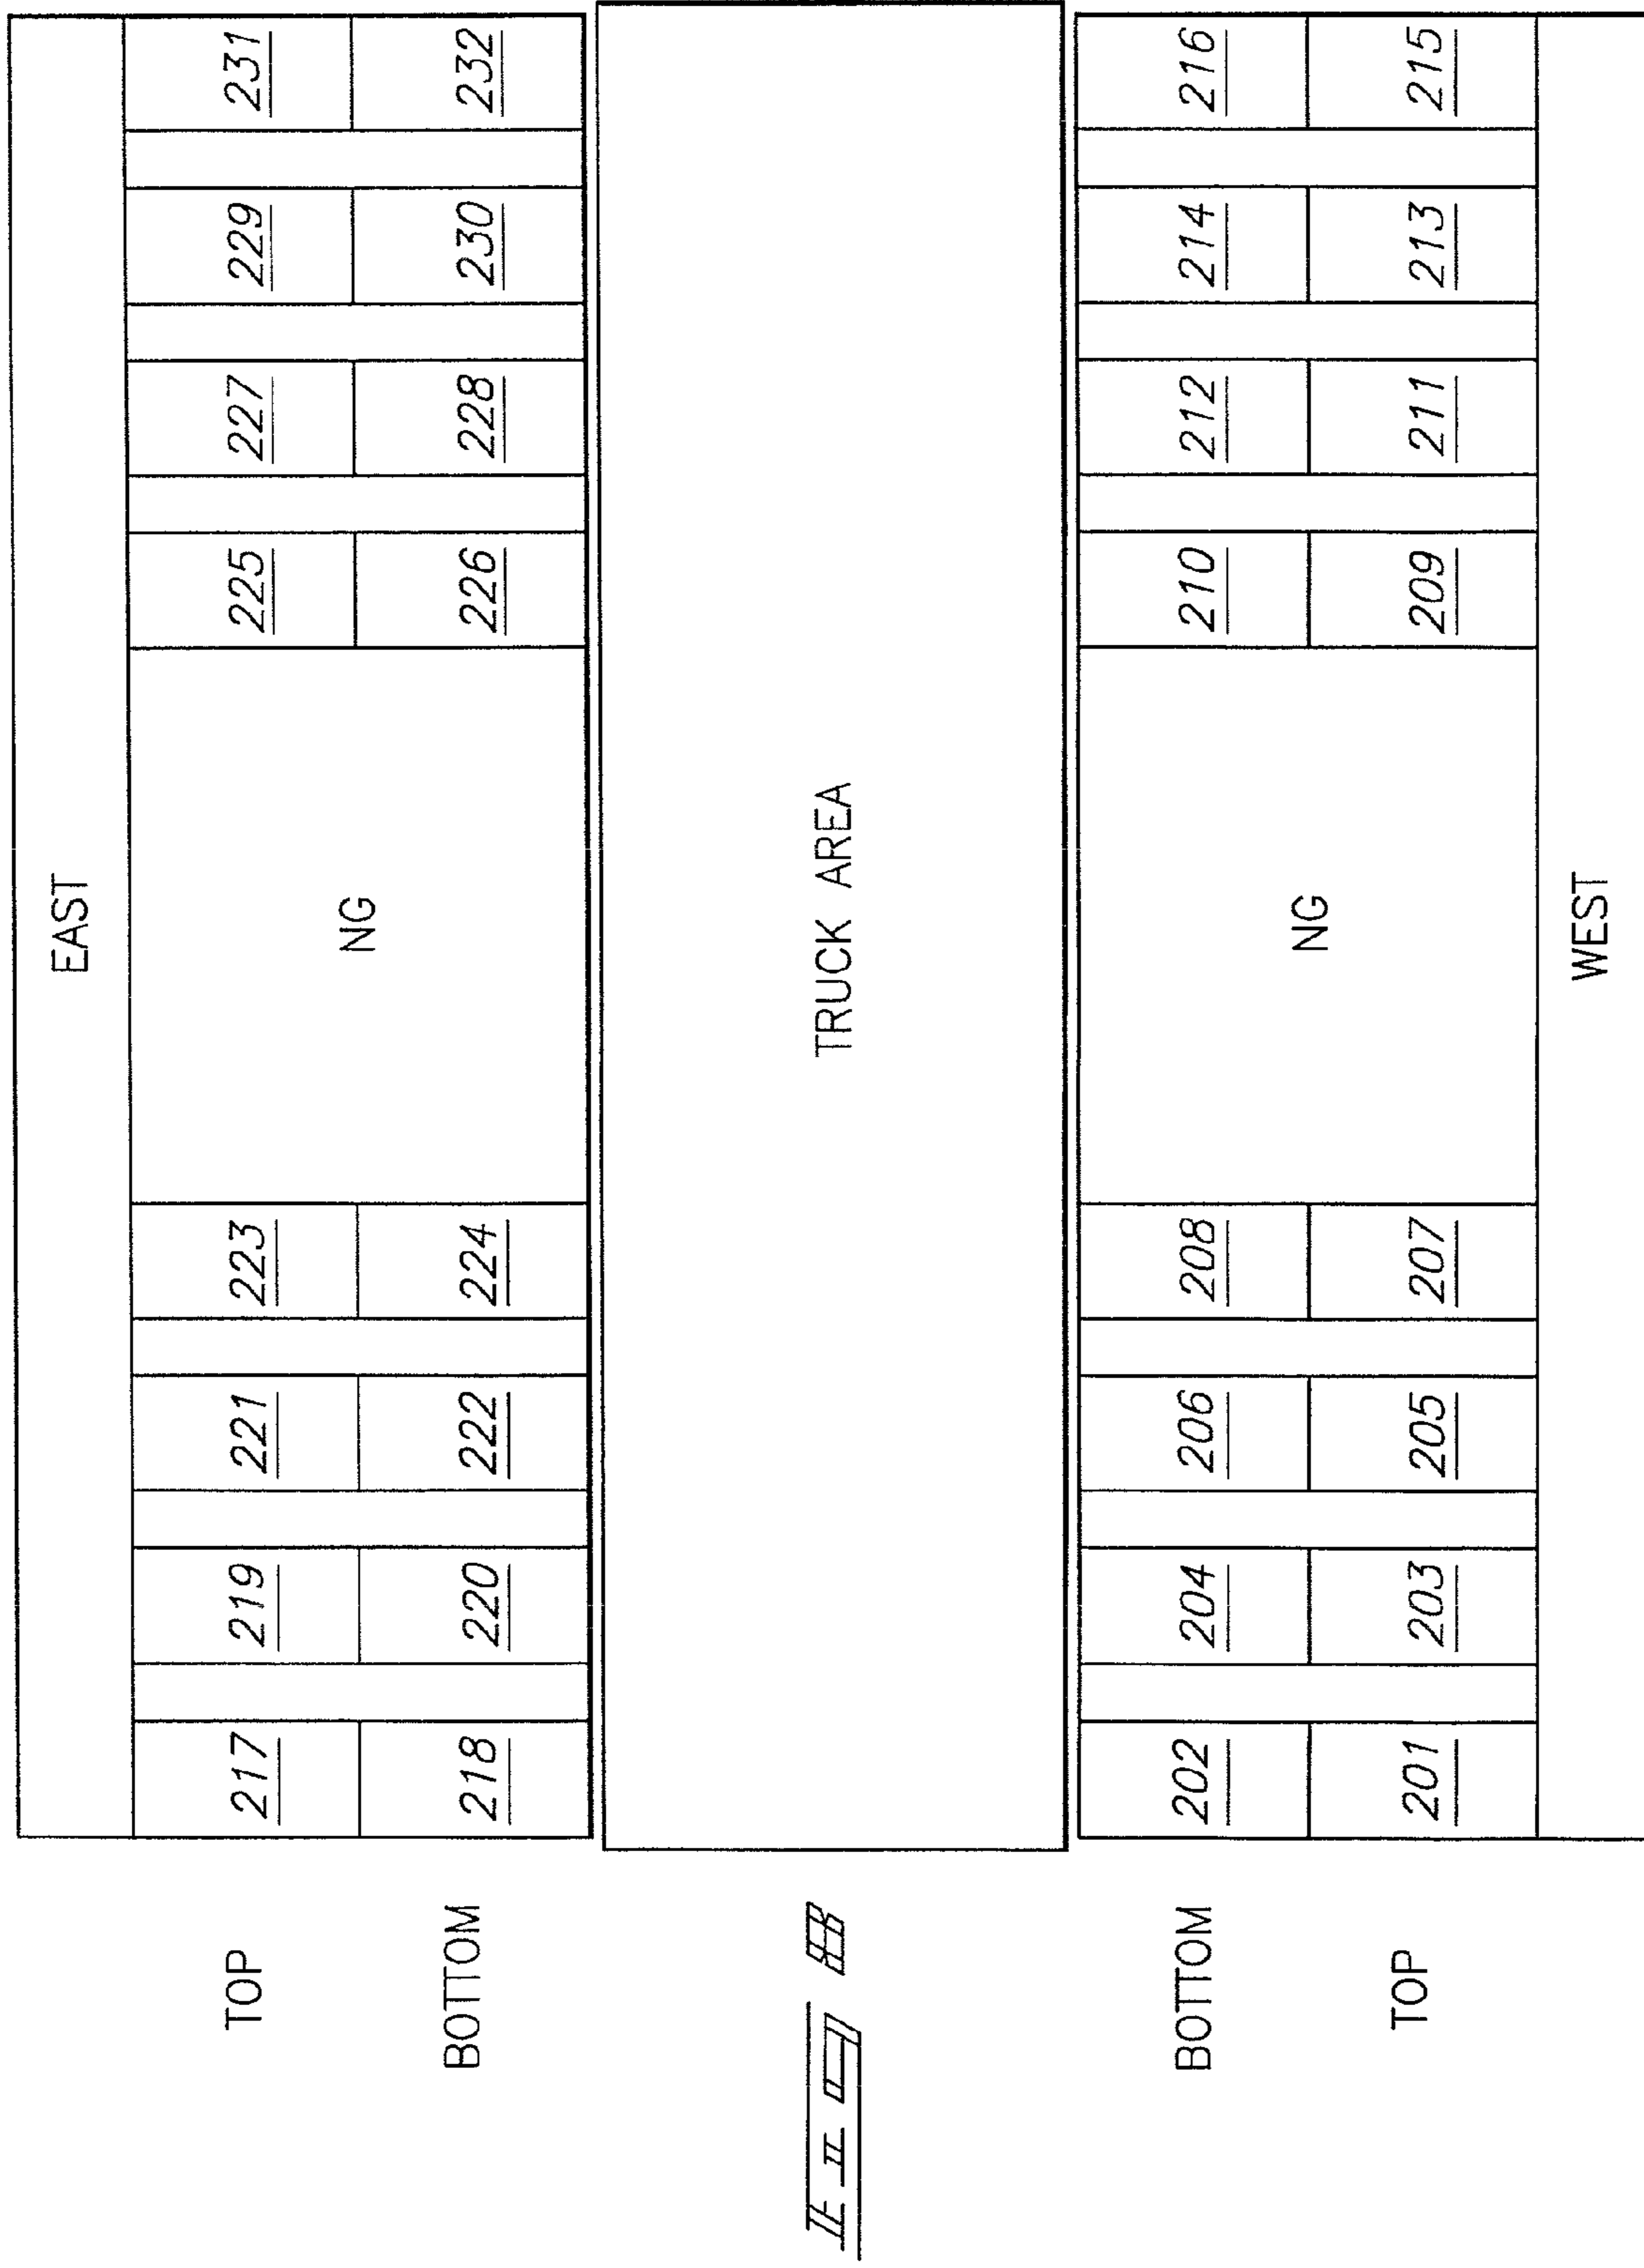 EAST
TOP 217 219 221 223 225 227 229 231
NG
BOTTOM 218 220 222 224 226 228 230 232
Fig 8
TRUCK AREA
BOTTOM 202 204 206 208 210 212 214 216
NG
TOP 201 203 205 207 209 211 213 215
WEST